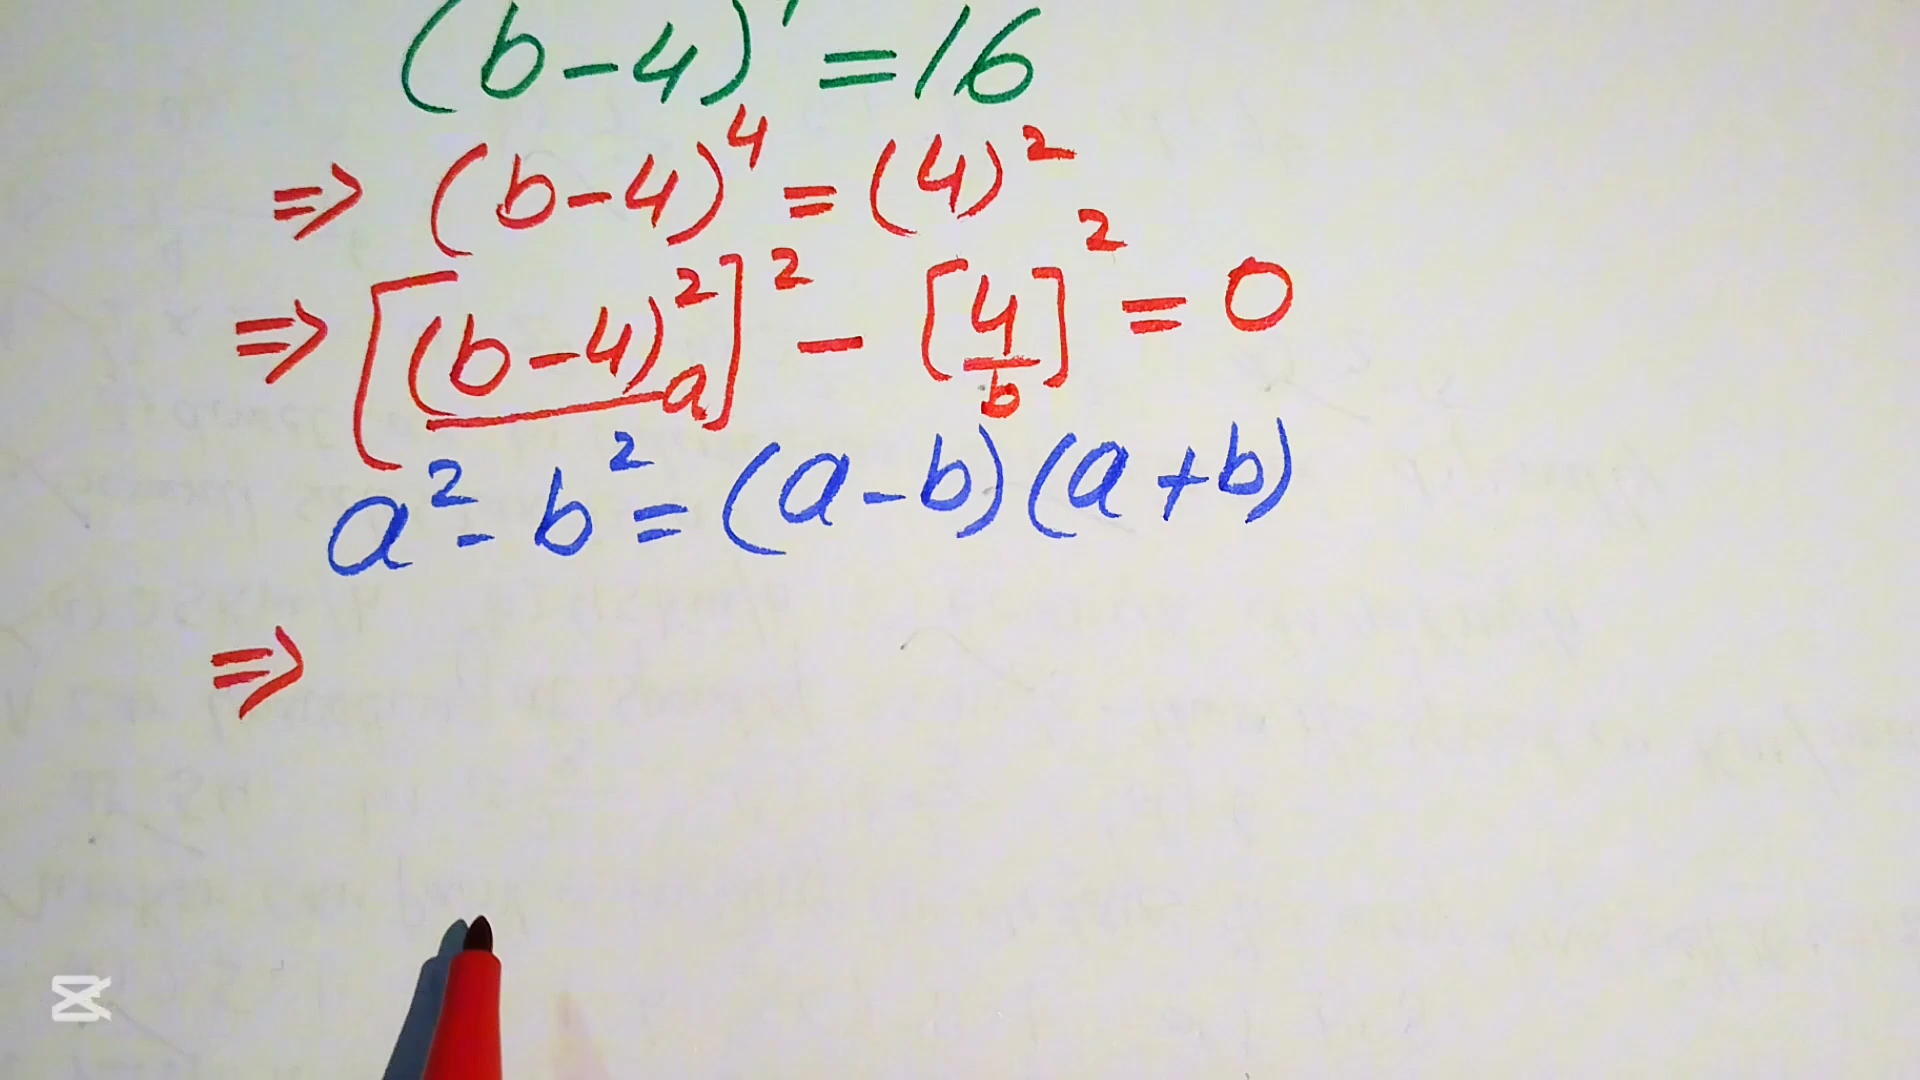 (b-4)⁴ = 16
⇒ (b-4)⁴ = (4)²
⇒ [(b-4)²]² - [4]² = 0
a b
a² - b² = (a-b)(a+b)
⇒